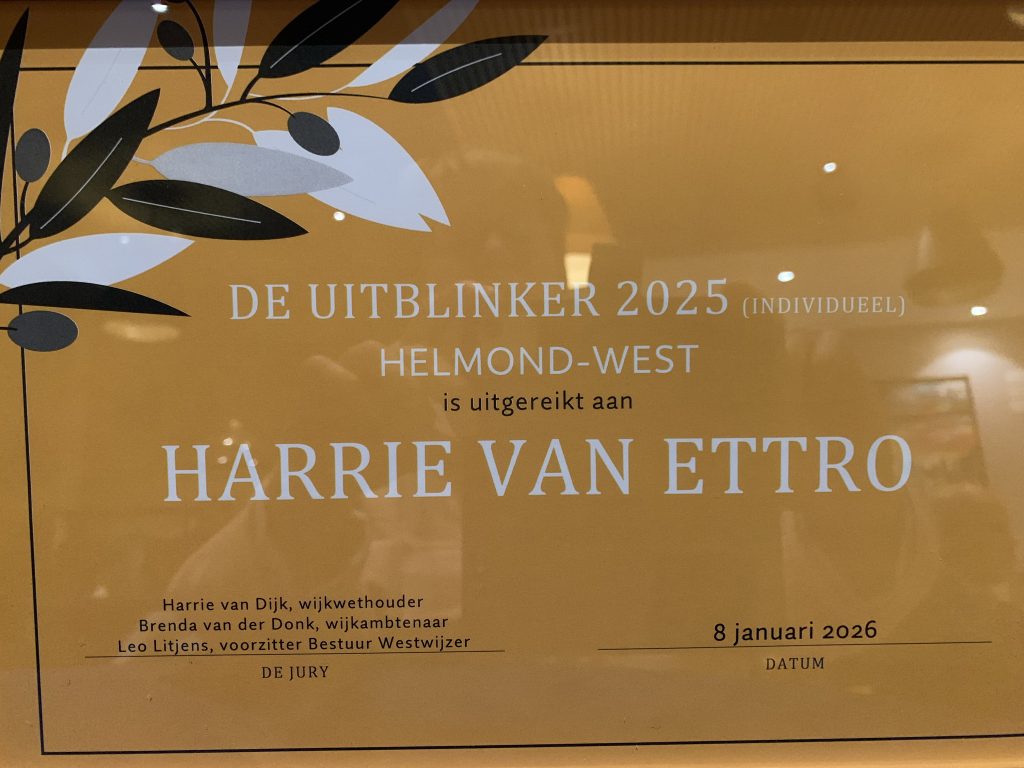 DE UITBLINKER 2025 (INDIVIDUEEL)
HELMOND-WEST
is uitgereikt aan
HARRIE VAN ETTRO
Harrie van Dijk, wijkwethouder
Brenda van der Donk, wijkambtenaar
Leo Litjens, voorzitter Bestuur Westwijzer
DE JURY
8 januari 2026
DATUM